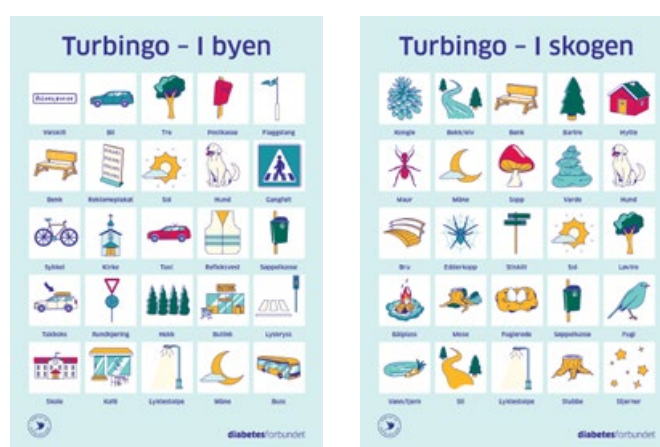 Turbingo – I byen
Veiskilt Bil Tre Postkasse Flaggstang
Benk Reklameplakat Sol Hund Gangfelt
Sykkel Kirke Taxi Refleksvest Søppelkasse
Takboks Rundkjøring Hekk Butikk Lyskryss
Skole Kafé Lyktestolpe Måne Buss
diabetesforbundet
Turbingo – I skogen
Kongle Bekk/elv Benk Bartre Hytte
Maur Måne Sopp Varde Hund
Bru Edderkopp Stiskilt Sol Løvtre
Bålplass Mose Fuglerede Søppelkasse Fugl
Vann/tjern Sti Lyktestolpe Stubbe Stjerner
diabetesforbundet